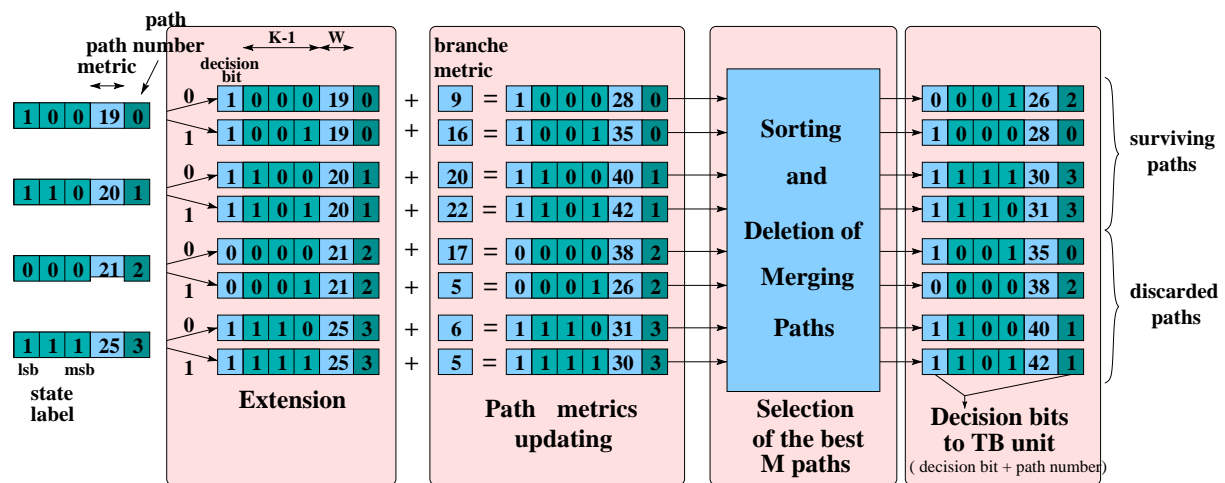 path
path number
metric
K-1
W
decision
bit
branche
metric
1 0 0 19 0
0
1
1 0 0 0 19 0 + 9 = 1 0 0 0 28 0
1 0 0 1 19 0 + 16 = 1 0 0 1 35 0
1 1 0 20 1
0
1
1 1 0 0 20 1 + 20 = 1 1 0 0 40 1
1 1 0 1 20 1 + 22 = 1 1 0 1 42 1
0 0 0 21 2
0
1
0 0 0 0 21 2 + 17 = 0 0 0 0 38 2
0 0 0 1 21 2 + 5 = 0 0 0 1 26 2
1 1 1 25 3
0
1
1 1 1 0 25 3 + 6 = 1 1 1 0 31 3
1 1 1 1 25 3 + 5 = 1 1 1 1 30 3
lsb msb
state
label
Extension
Path metrics
updating
Sorting
and
Deletion of
Merging
Paths
Selection
of the best
M paths
0 0 0 1 26 2
1 0 0 0 28 0
1 1 1 1 30 3
1 1 1 0 31 3
1 0 0 1 35 0
0 0 0 0 38 2
1 1 0 0 40 1
1 1 0 1 42 1
surviving
paths
discarded
paths
Decision bits
to TB unit
( decision bit + path number)